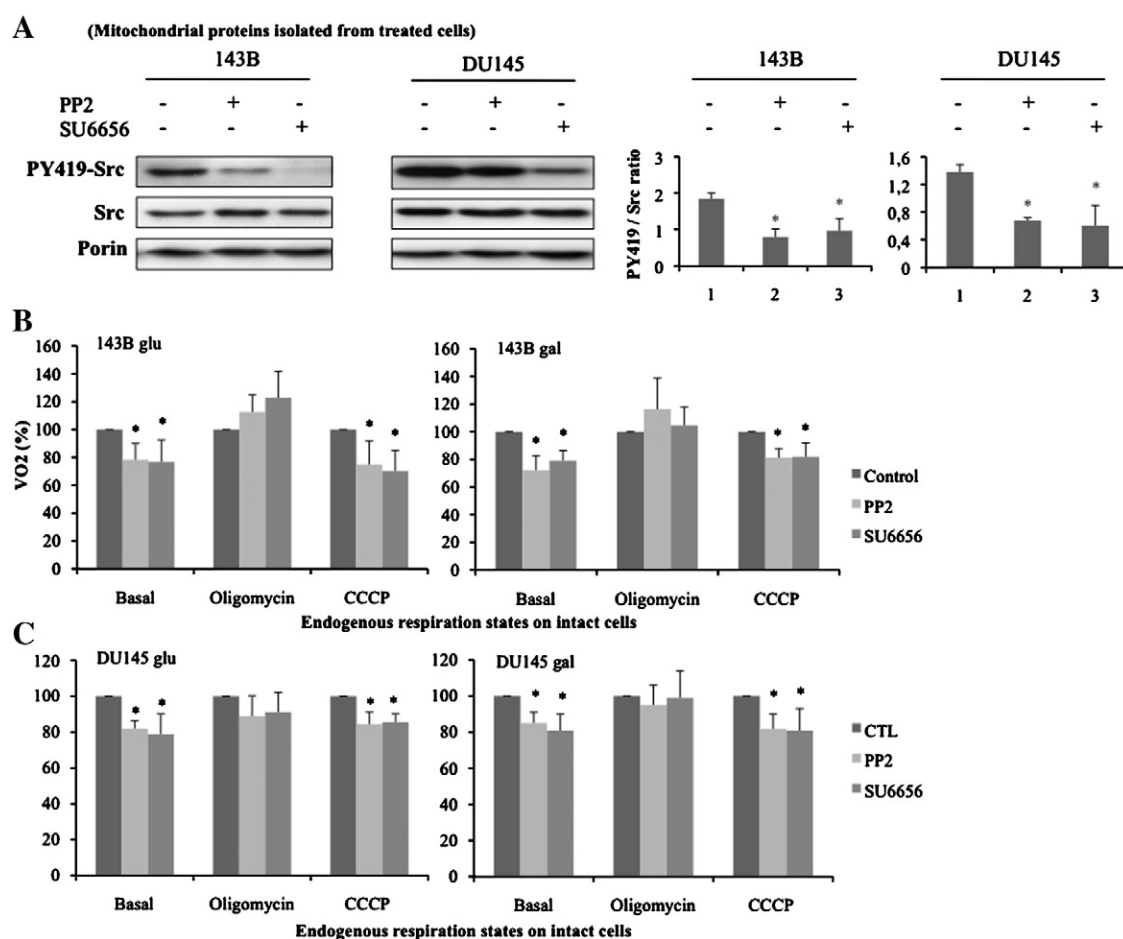 A (Mitochondrial proteins isolated from treated cells)
143B DU145 143B DU145
PP2 - + - - + - - + - - + -
SU6656 - - + - - + - - + - - +
PY419-Src
Src
Porin
PY419 / Src ratio
3
2
1
0
1 2 3
1,6
1,2
0,8
0,4
0
1 2 3
B
143B glu
VO2 (%)
160
140
120
100
80
60
40
20
0
Basal Oligomycin CCCP
143B gal
160
140
120
100
80
60
40
20
0
Basal Oligomycin CCCP
Control
PP2
SU6656
Endogenous respiration states on intact cells
C
DU145 glu
120
100
80
60
40
20
0
Basal Oligomycin CCCP
DU145 gal
120
100
80
60
40
20
0
Basal Oligomycin CCCP
CTL
PP2
SU6656
Endogenous respiration states on intact cells